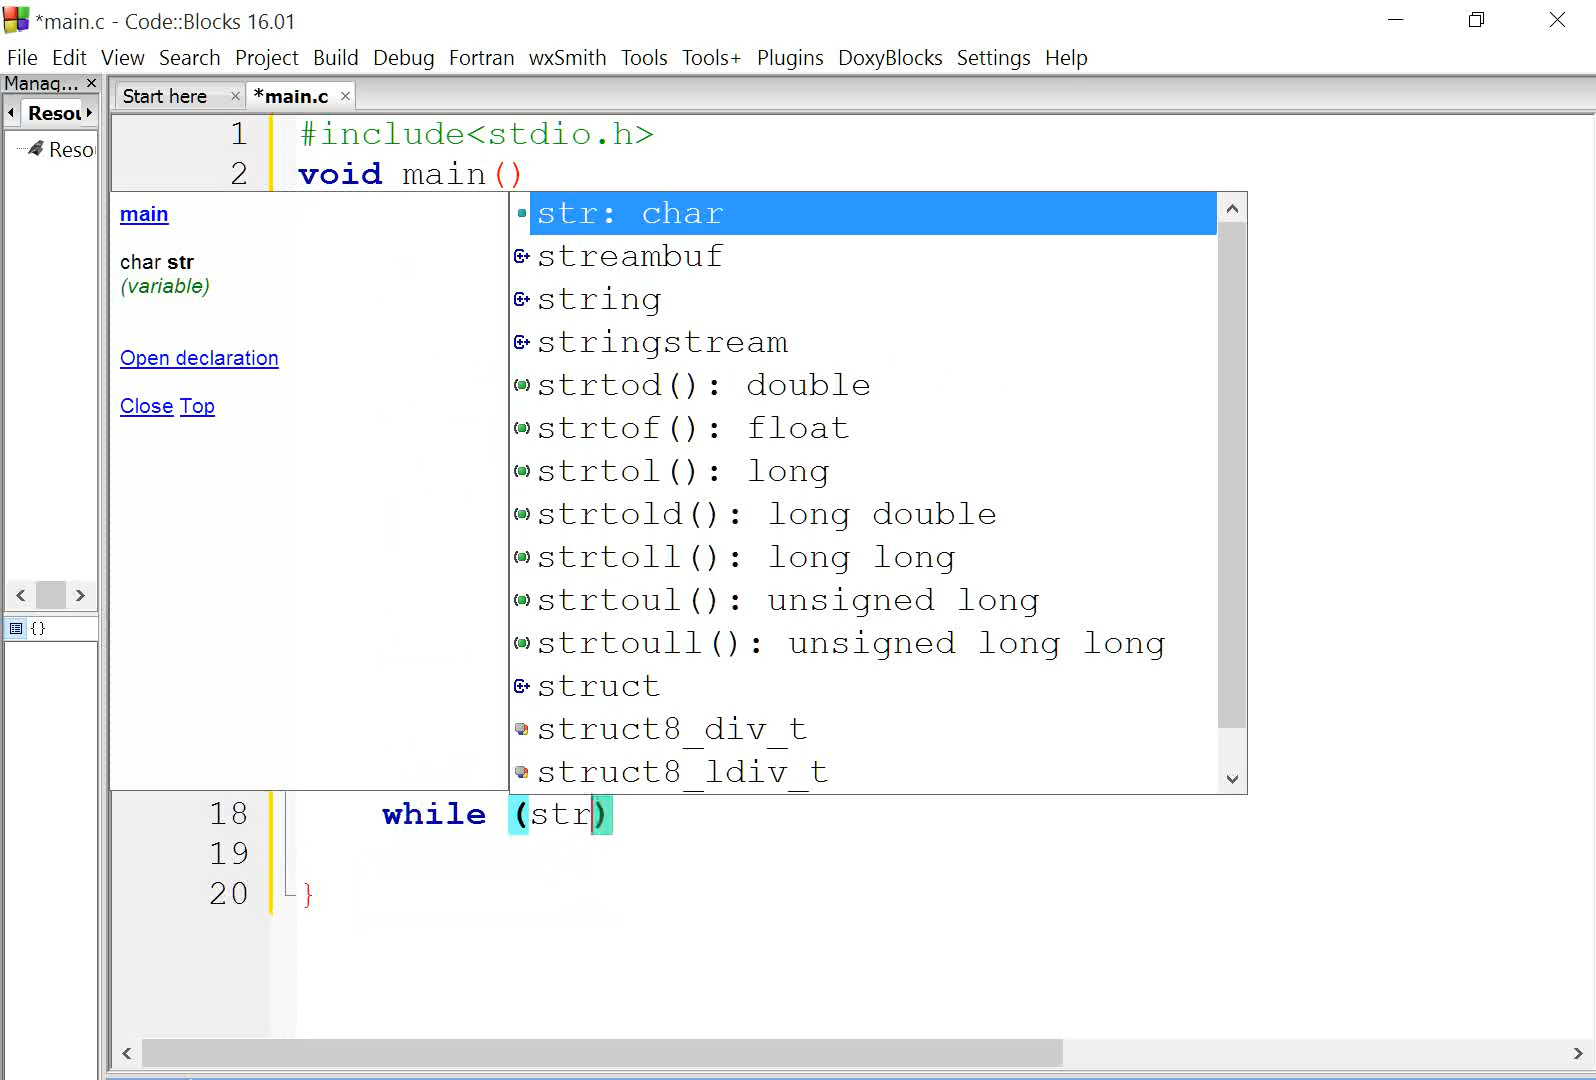 *main.c - Code::Blocks 16.01
File Edit View Search Project Build Debug Fortran wxSmith Tools Tools+ Plugins DoxyBlocks Settings Help
Manag...
Start here *main.c
Resou
Reso
1 #include<stdio.h>
2 void main()
main
char str
(variable)
Open declaration
Close Top
str: char
streambuf
string
stringstream
strtod(): double
strtof(): float
strtol(): long
strtold(): long double
strtoll(): long long
strtoul(): unsigned long
strtoull(): unsigned long long
struct
struct8_div_t
struct8_ldiv_t
{}
18 while (str)
19
20 }